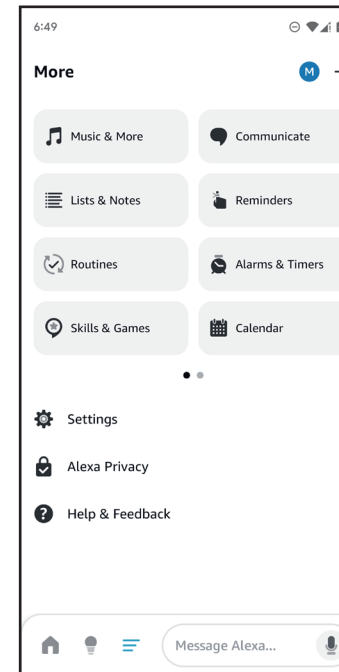 6:49
More
M
Music & More
Communicate
Lists & Notes
Reminders
Routines
Alarms & Timers
Skills & Games
Calendar
Settings
Alexa Privacy
? Help & Feedback
Message Alexa...